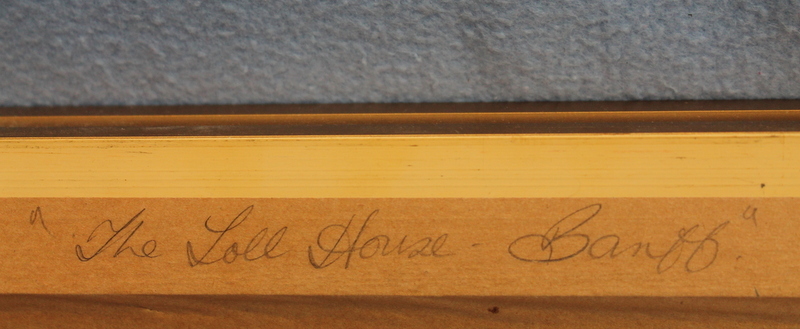 "The Toll House - Banff."